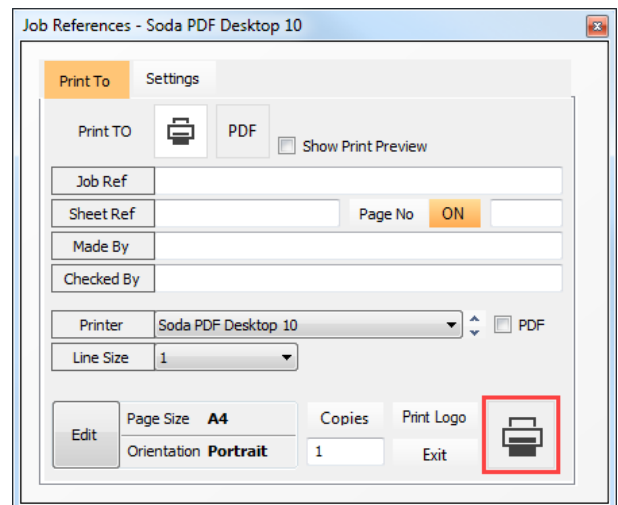 Job References - Soda PDF Desktop 10
Print To Settings
Print TO PDF Show Print Preview
Job Ref
Sheet Ref Page No ON
Made By
Checked By
Printer Soda PDF Desktop 10 PDF
Line Size 1
Edit Page Size A4 Copies Print Logo
Orientation Portrait 1 Exit